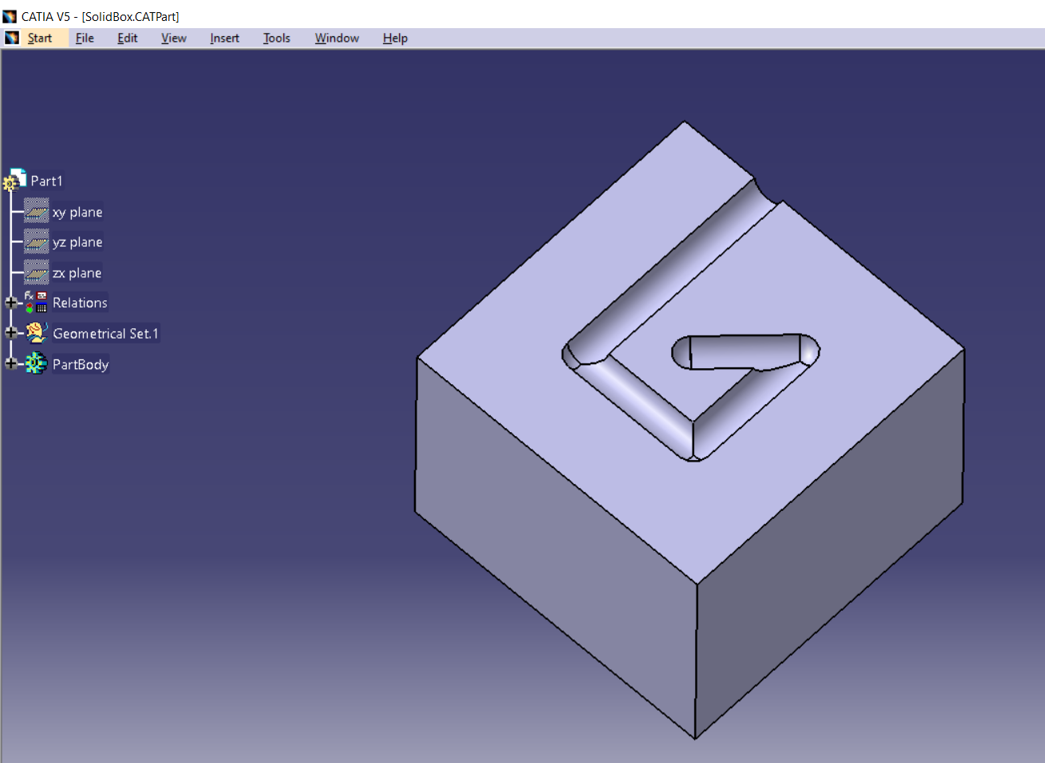 CATIA V5 - [SolidBox.CATPart]
Start File Edit View Insert Tools Window Help
Part1
xy plane
yz plane
zx plane
Relations
Geometrical Set.1
PartBody